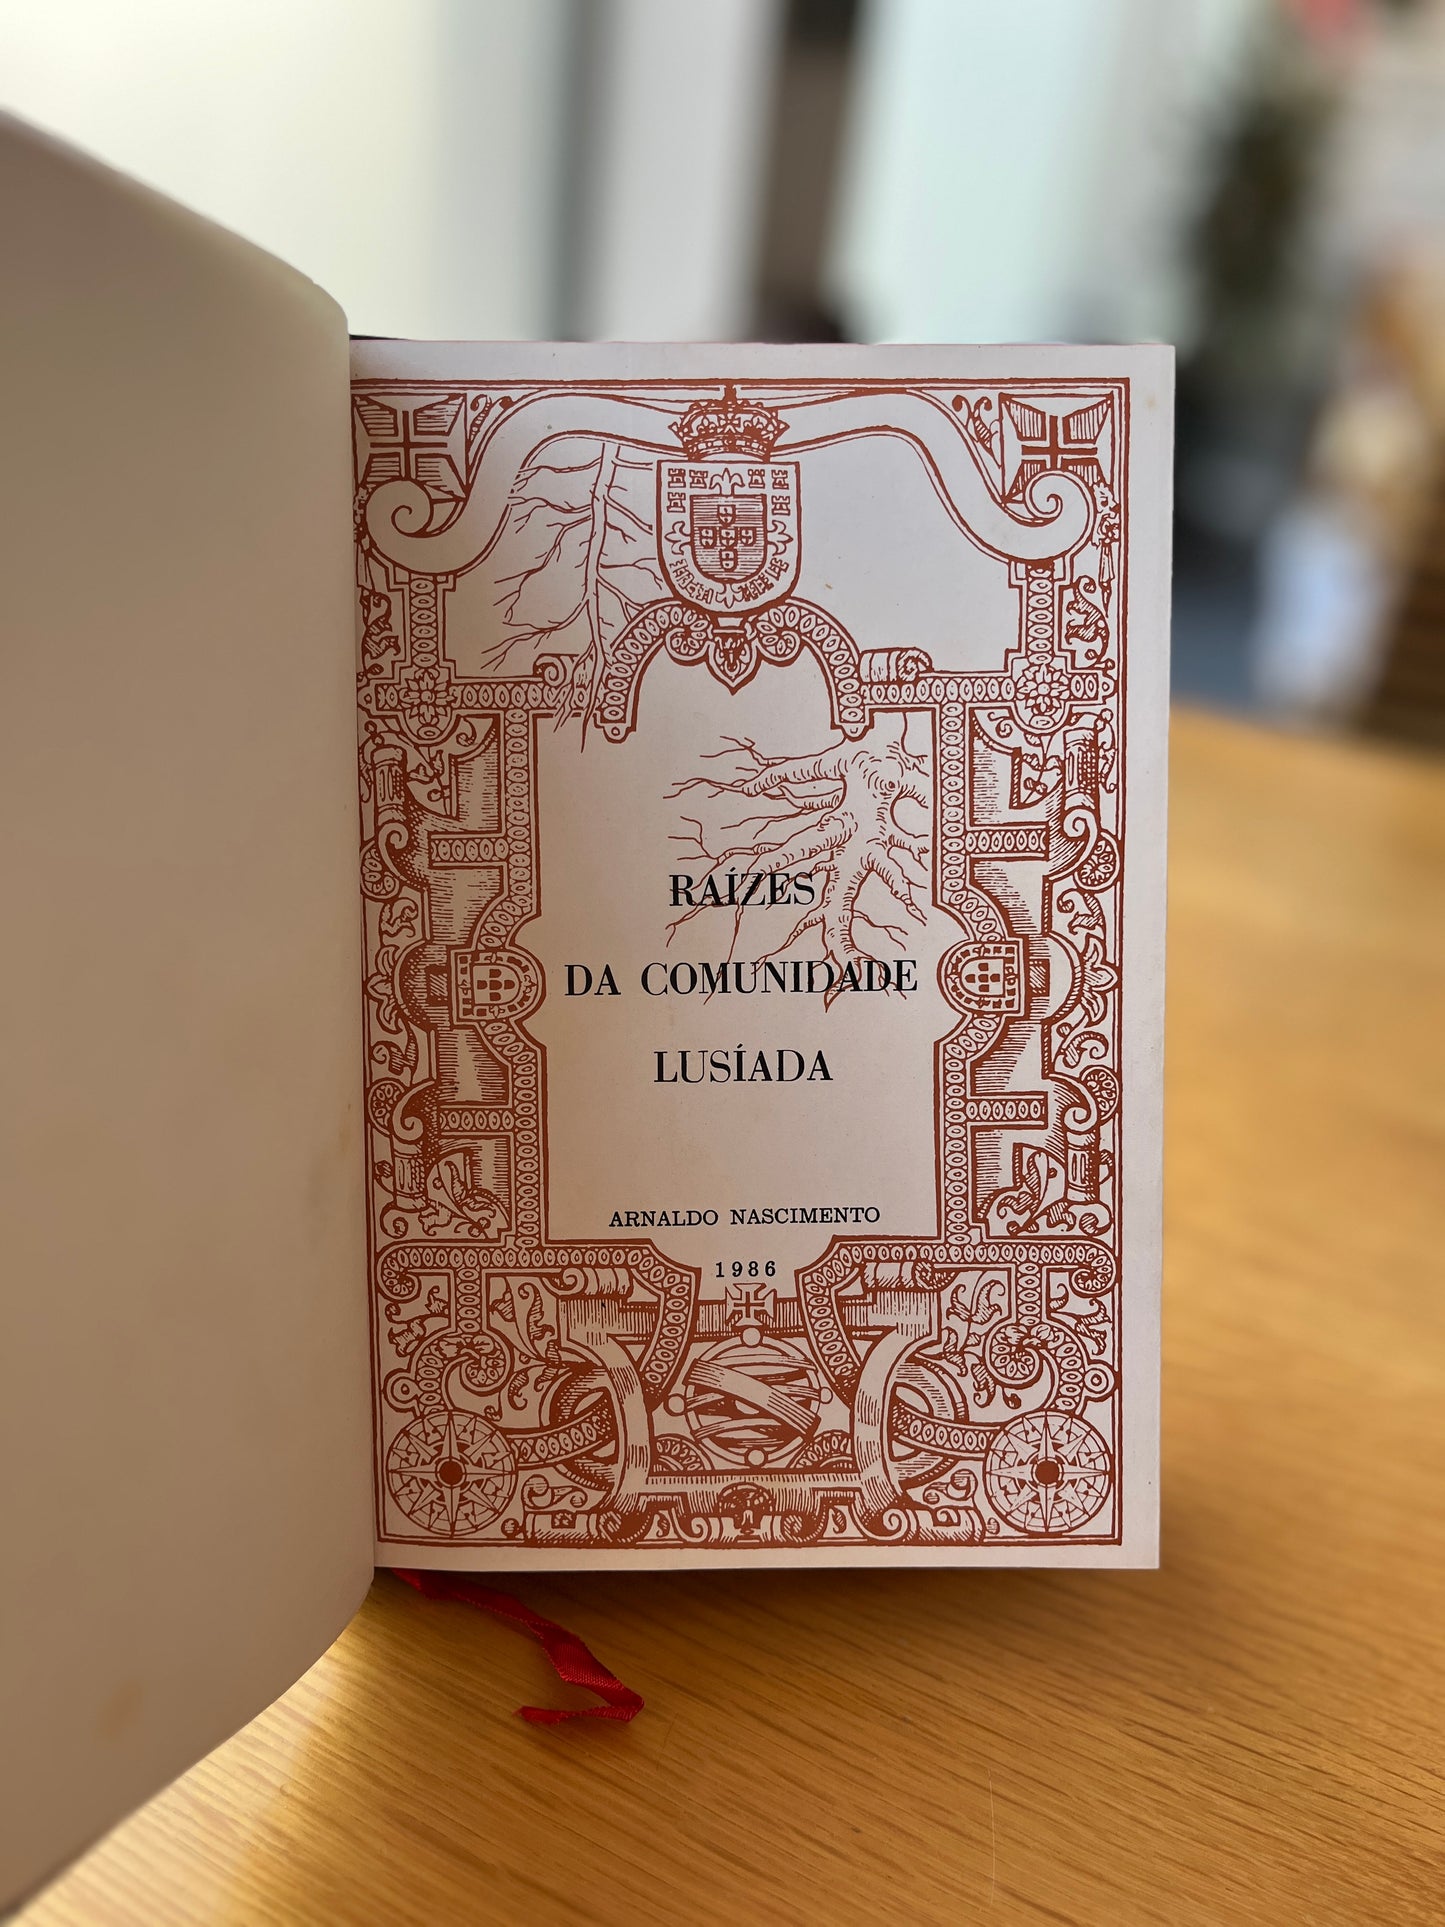 RAÍZES
DA COMUNIDADE
LUSÍADA
ARNALDO NASCIMENTO
1986